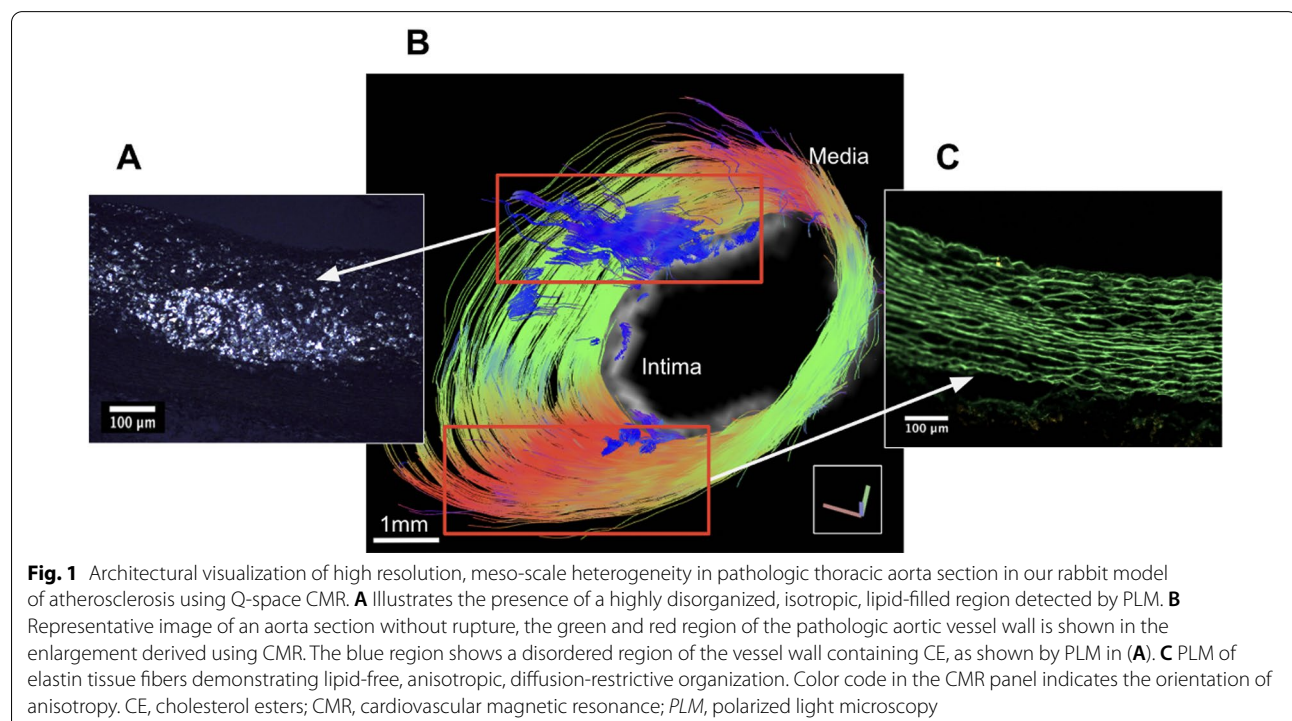 B
A
C
Media
Intima
100 µm
100 µm
1mm
Fig. 1 Architectural visualization of high resolution, meso-scale heterogeneity in pathologic thoracic aorta section in our rabbit model
of atherosclerosis using Q-space CMR. A Illustrates the presence of a highly disorganized, isotropic, lipid-filled region detected by PLM. B
Representative image of an aorta section without rupture, the green and red region of the pathologic aortic vessel wall is shown in the
enlargement derived using CMR. The blue region shows a disordered region of the vessel wall containing CE, as shown by PLM in (A). C PLM of
elastin tissue fibers demonstrating lipid-free, anisotropic, diffusion-restrictive organization. Color code in the CMR panel indicates the orientation of
anisotropy. CE, cholesterol esters; CMR, cardiovascular magnetic resonance; PLM, polarized light microscopy